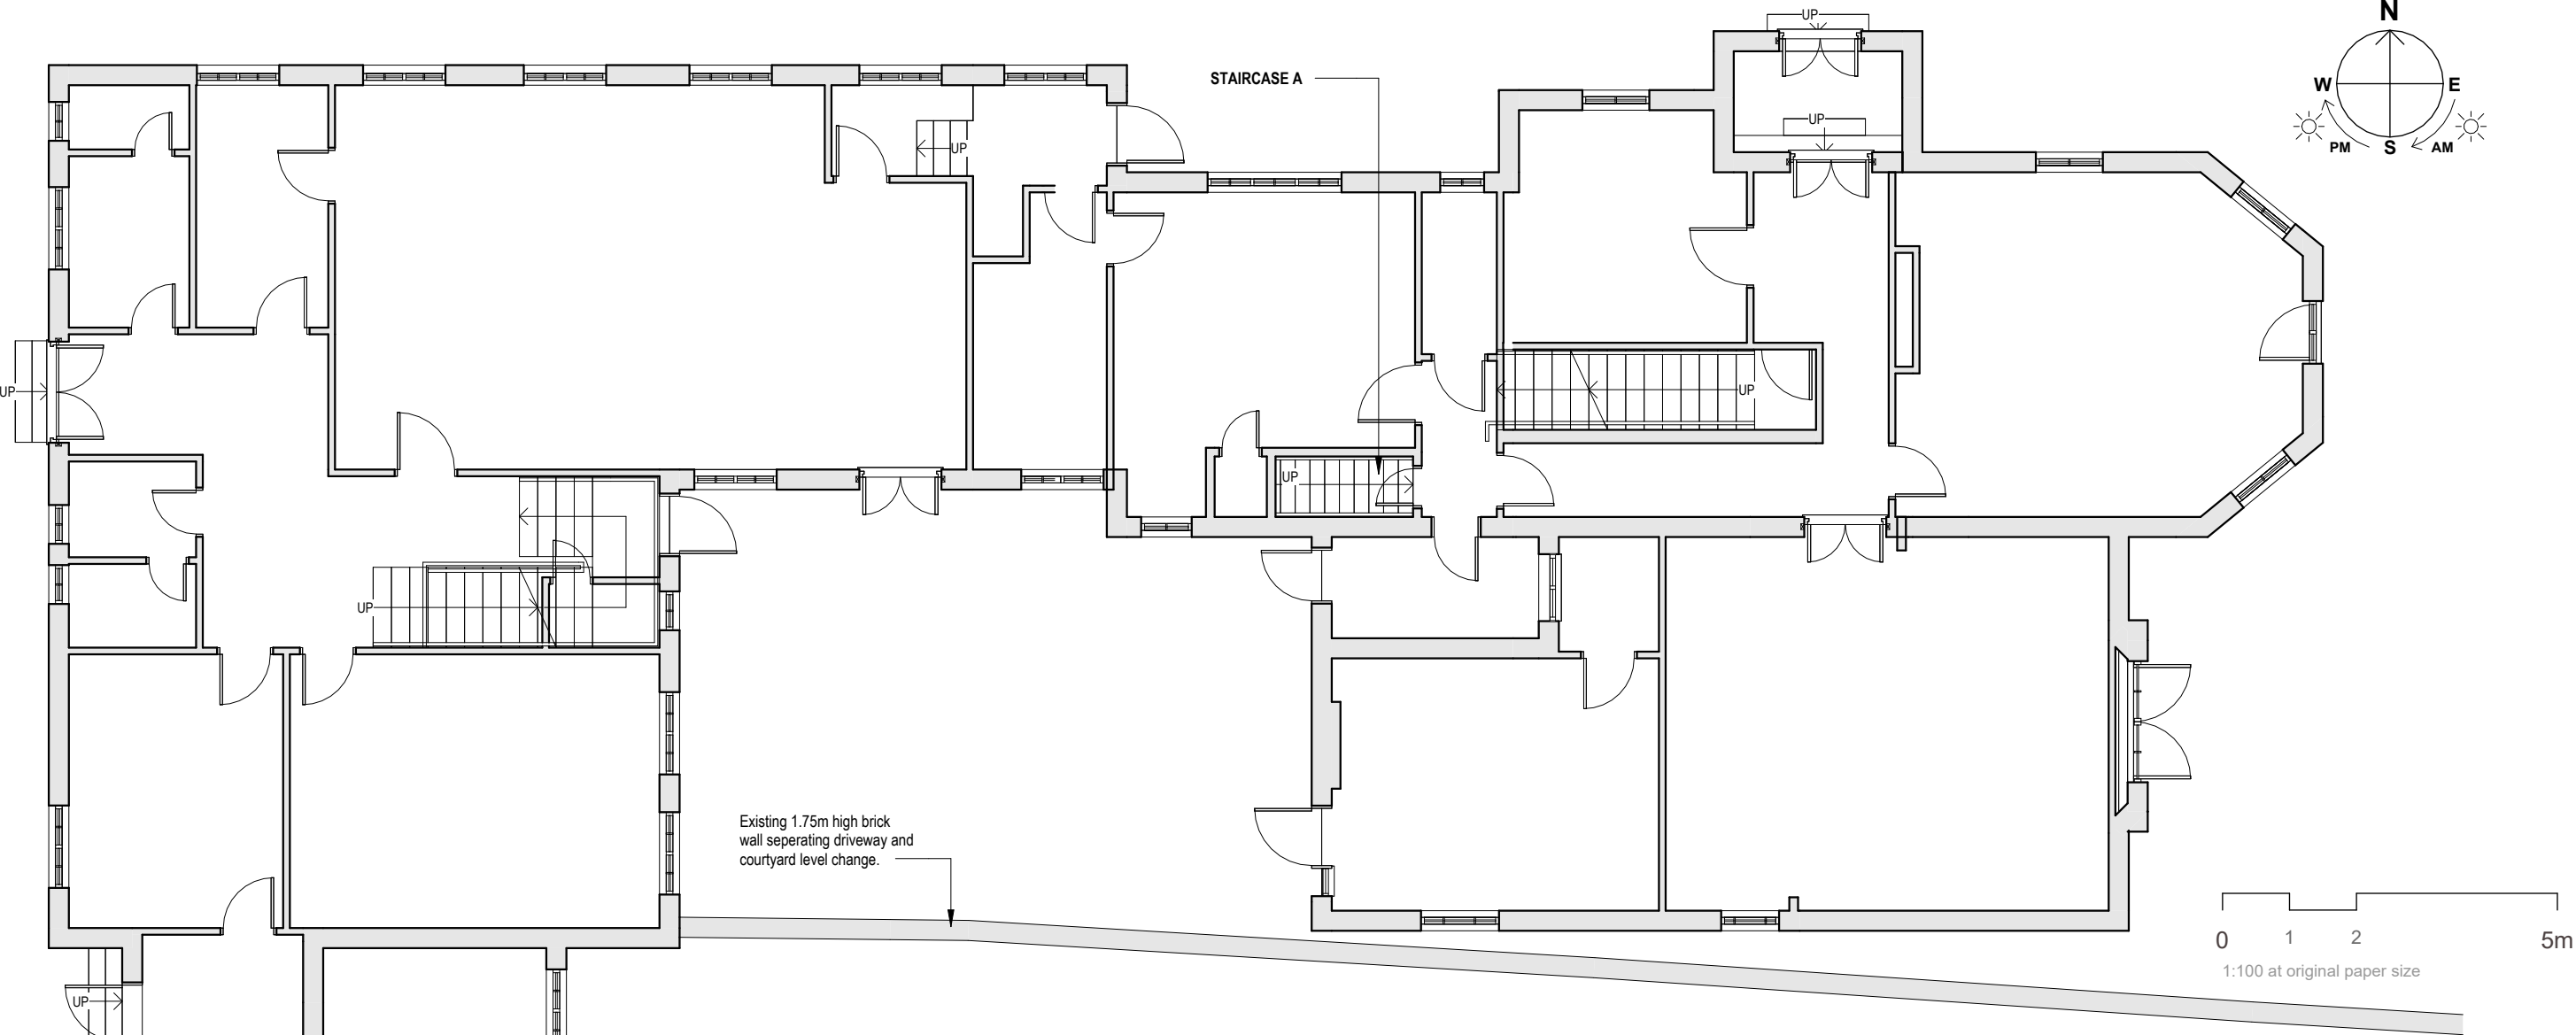 UP
N
STAIRCASE A
W
E
UP
UP
PM
S
AM
UP
UP
UP
UP
UP
Existing 1.75m high brick
wall seperating driveway and
courtyard level change.
0
1
2
5m
1:100 at original paper size
UP